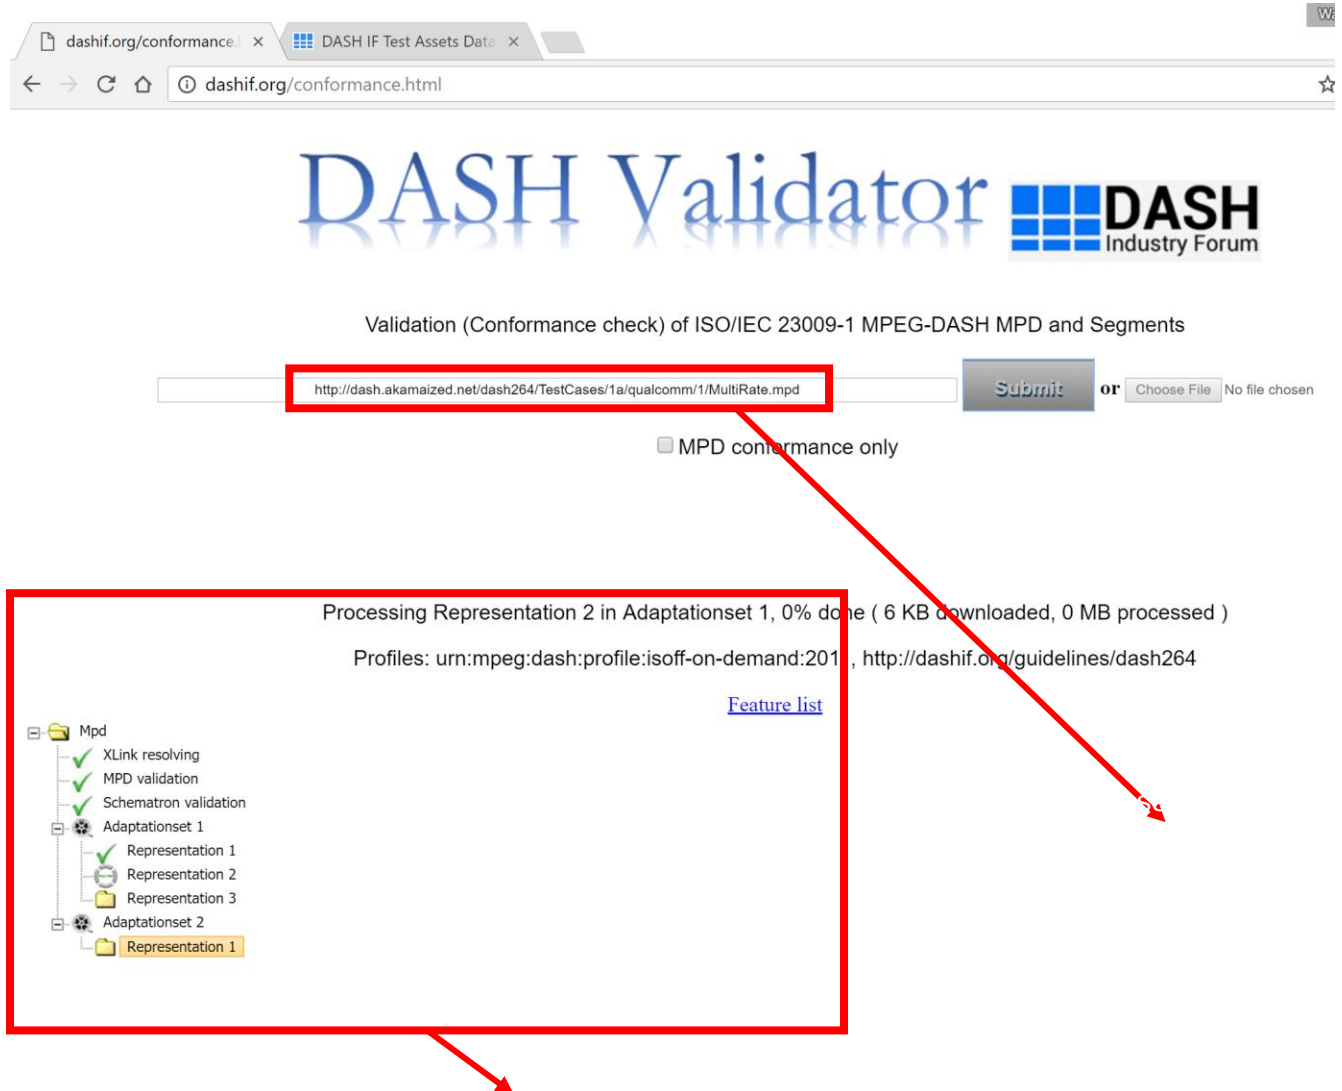 Wa
dashif.org/conformance.
DASH IF Test Assets Data
dashif.org/conformance.html
DASH Validator
DASH
Industry Forum
Validation (Conformance check) of ISO/IEC 23009-1 MPEG-DASH MPD and Segments
http://dash.akamaized.net/dash264/TestCases/1a/qualcomm/1/MultiRate.mpd Submit or Choose File No file chosen
MPD conformance only
Processing Representation 2 in Adaptationset 1, 0% done ( 6 KB downloaded, 0 MB processed )
Profiles: urn:mpeg:dash:profile:isoff-on-demand:201 , http://dashif.org/guidelines/dash264
Feature list
Mpd
XLink resolving
MPD validation
Schematron validation
Adaptationset 1
Representation 1
Representation 2
Representation 3
Adaptationset 2
Representation 1